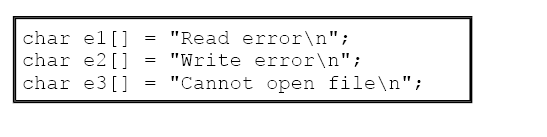 char e1[] = "Read error\n";
char e2[] = "Write error\n";
char e3[] = "Cannot open file\n";